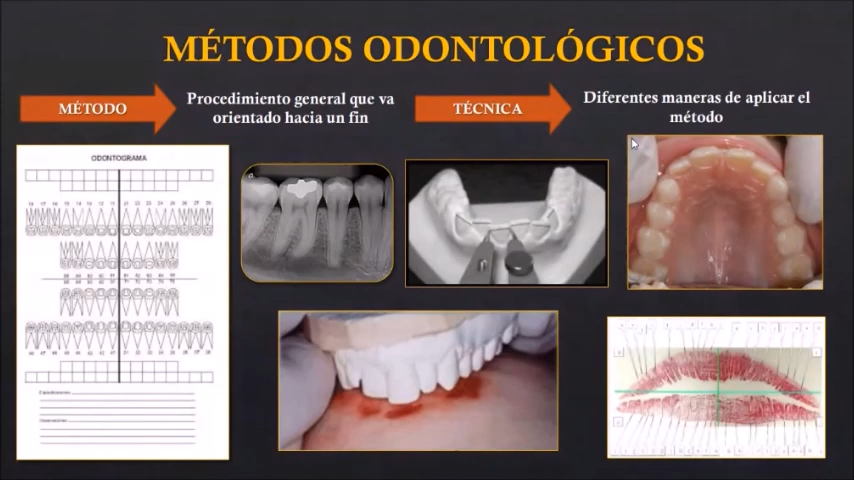 MÉTODOS ODONTOLÓGICOS
MÉTODO
Procedimiento general que va
orientado hacia un fin
TÉCNICA
Diferentes maneras de aplicar el
método
ODONTOGRAMA